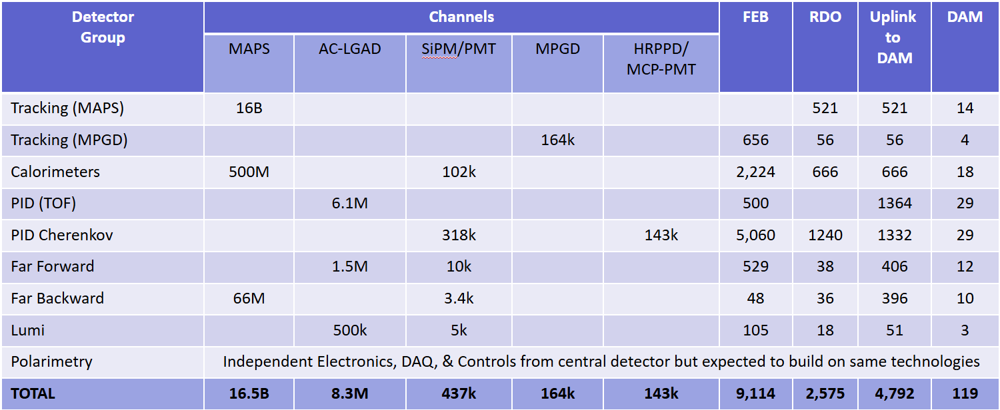 Detector Group Channels FEB RDO Uplink to DAM DAM
MAPS AC-LGAD SiPM/PMT MPGD HRPPD/ MCP-PMT
Tracking (MAPS) 16B 521 521 14
Tracking (MPGD) 164k 656 56 56 4
Calorimeters 500M 102k 2,224 666 666 18
PID (TOF) 6.1M 500 1364 29
PID Cherenkov 318k 143k 5,060 1240 1332 29
Far Forward 1.5M 10k 529 38 406 12
Far Backward 66M 3.4k 48 36 396 10
Lumi 500k 5k 105 18 51 3
Polarimetry Independent Electronics, DAQ, & Controls from central detector but expected to build on same technologies
TOTAL 16.5B 8.3M 437k 164k 143k 9,114 2,575 4,792 119